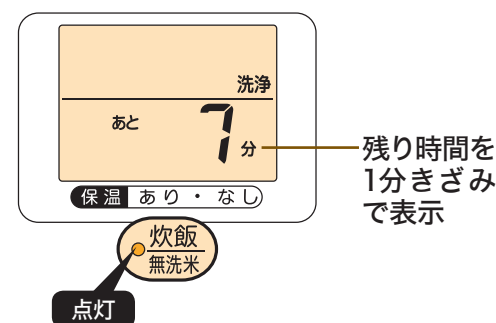 洗浄
あと 7 分
残り時間を
1分きざみ
で表示
保温 あり・なし
炊飯
無洗米
点灯